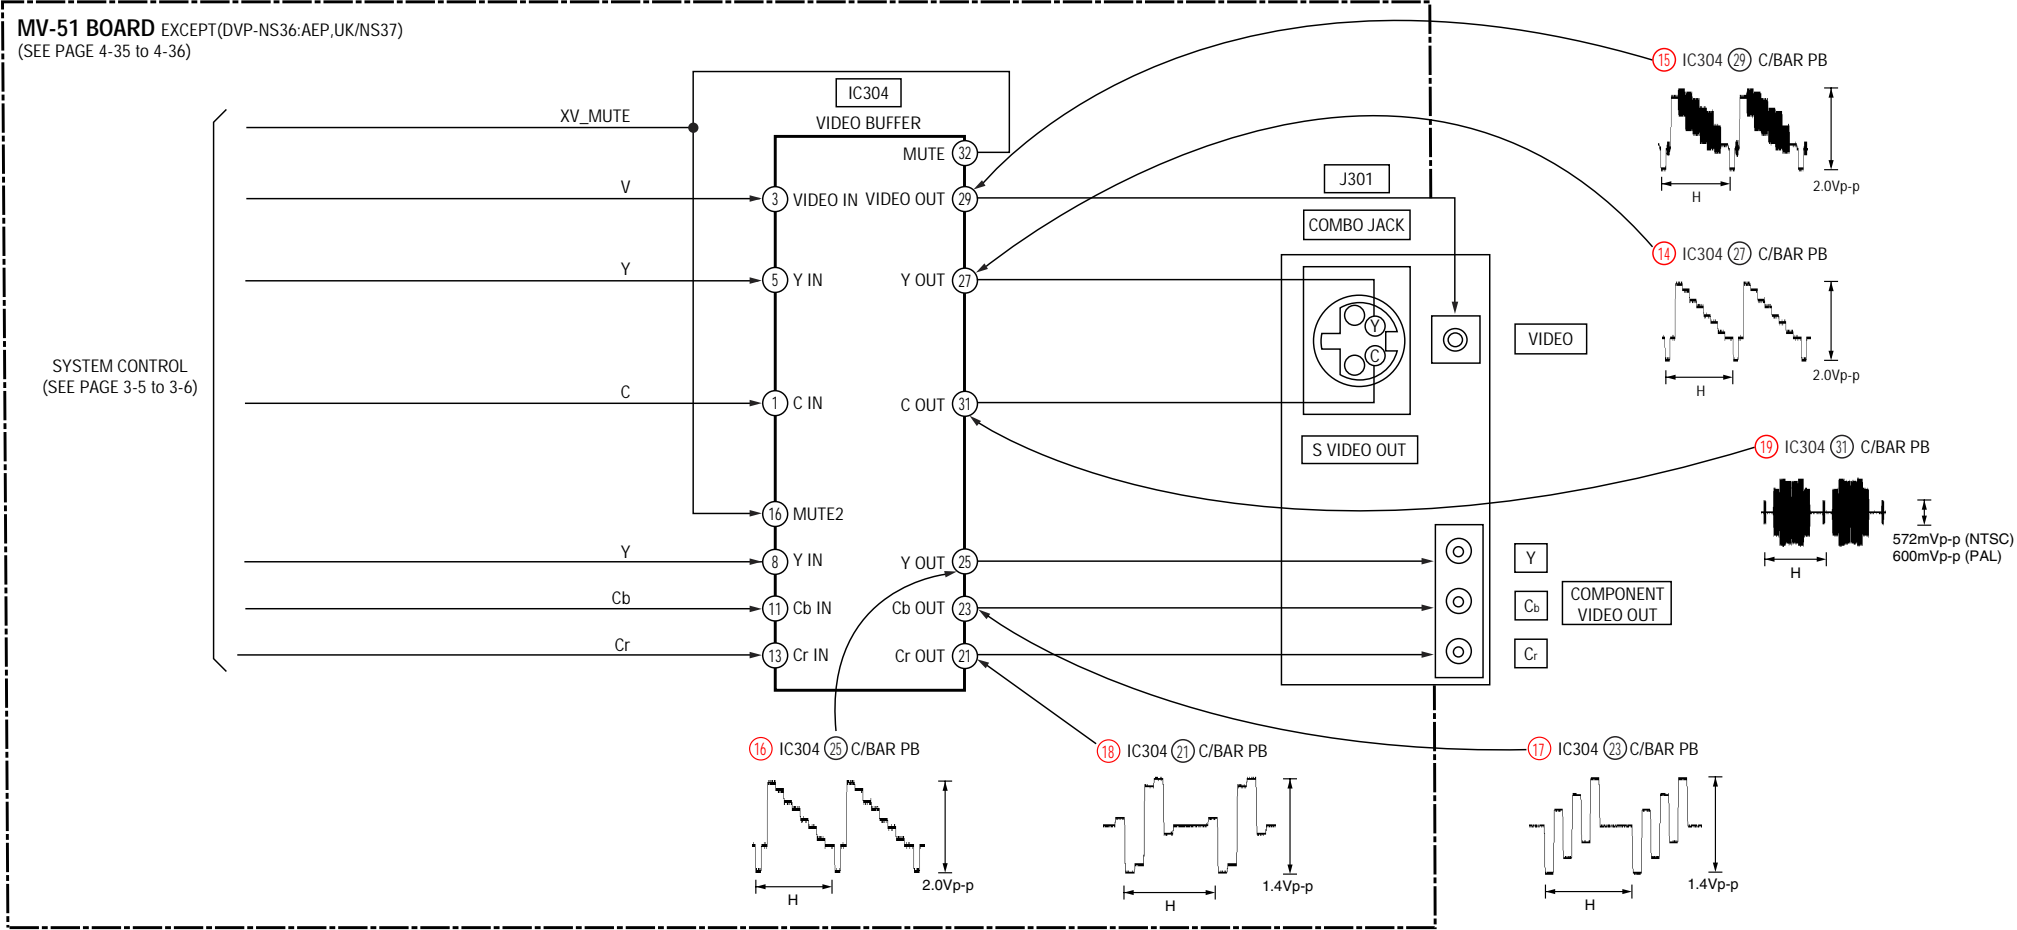 MV-51 BOARD EXCEPT(DVP-NS36:AEP,UK/NS37)
(SEE PAGE 4-35 to 4-36)
SYSTEM CONTROL
(SEE PAGE 3-5 to 3-6)
XV_MUTE
V
Y
C
Y
Cb
Cr
IC304
VIDEO BUFFER
MUTE 32
3 VIDEO IN VIDEO OUT 29
5 Y IN Y OUT 27
1 C IN C OUT 31
16 MUTE2
8 Y IN Y OUT 25
11 Cb IN Cb OUT 23
13 Cr IN Cr OUT 21
J301
COMBO JACK
Y
C
VIDEO
S VIDEO OUT
Y
Cb
Cr
COMPONENT
VIDEO OUT
15 IC304 29 C/BAR PB
2.0Vp-p
H
14 IC304 27 C/BAR PB
2.0Vp-p
H
19 IC304 31 C/BAR PB
572mVp-p (NTSC)
600mVp-p (PAL)
H
16 IC304 25 C/BAR PB
2.0Vp-p
H
18 IC304 21 C/BAR PB
1.4Vp-p
H
17 IC304 23 C/BAR PB
1.4Vp-p
H